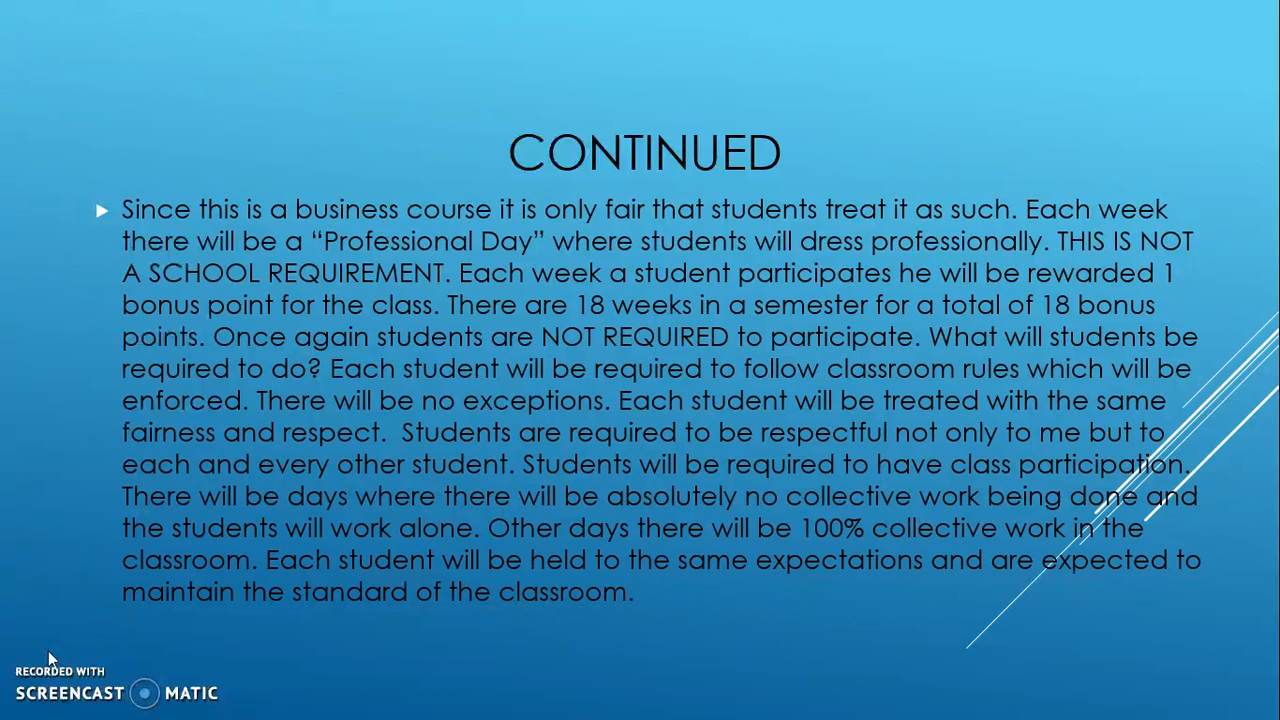 CONTINUED
Since this is a business course it is only fair that students treat it as such. Each week
there will be a “Professional Day” where students will dress professionally. THIS IS NOT
A SCHOOL REQUIREMENT. Each week a student participates he will be rewarded 1
bonus point for the class. There are 18 weeks in a semester for a total of 18 bonus
points. Once again students are NOT REQUIRED to participate. What will students be
required to do? Each student will be required to follow classroom rules which will be
enforced. There will be no exceptions. Each student will be treated with the same
fairness and respect.  Students are required to be respectful not only to me but to
each and every other student. Students will be required to have class participation.
There will be days where there will be absolutely no collective work being done and
the students will work alone. Other days there will be 100% collective work in the
classroom. Each student will be held to the same expectations and are expected to
maintain the standard of the classroom.
RECORDED WITH
SCREENCAST MATIC